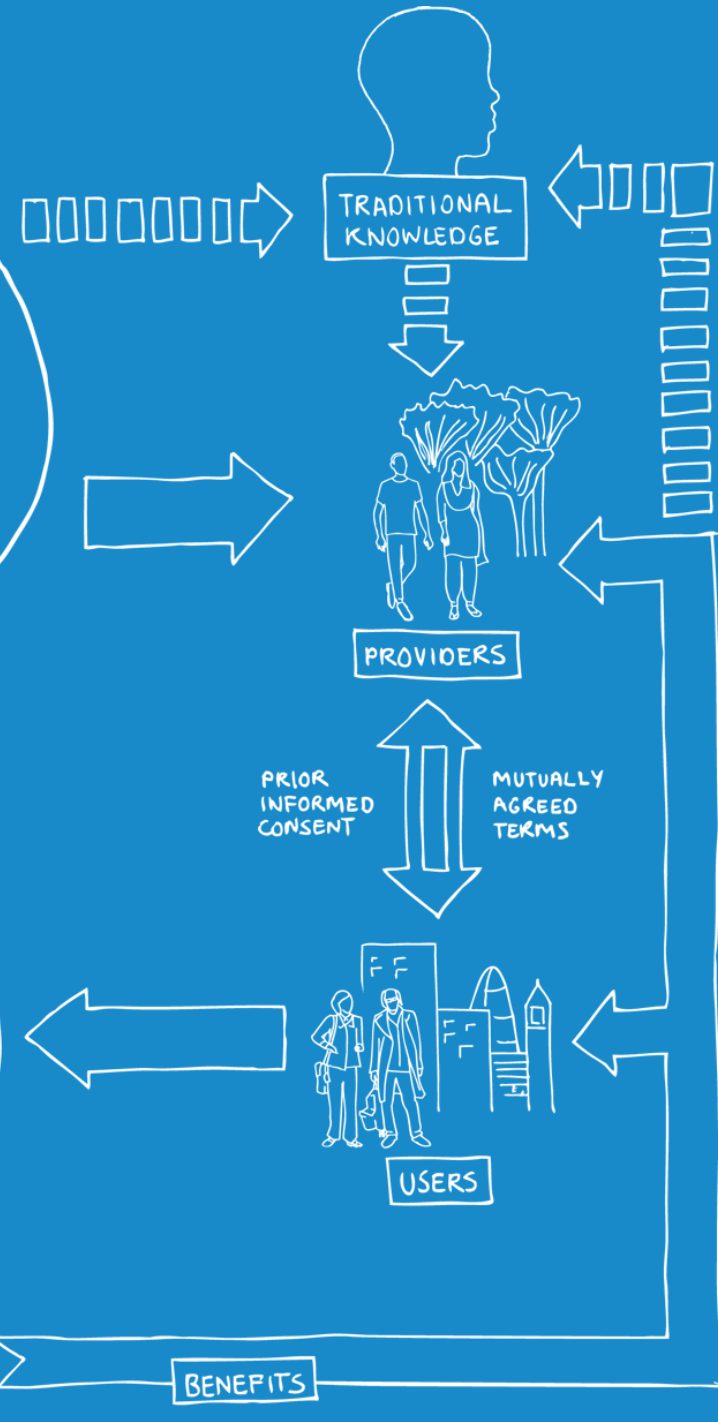 TRADITIONAL
KNOWLEDGE
PROVIDERS
PRIOR
INFORMED
CONSENT
MUTUALLY
AGREED
TERMS
USERS
BENEFITS